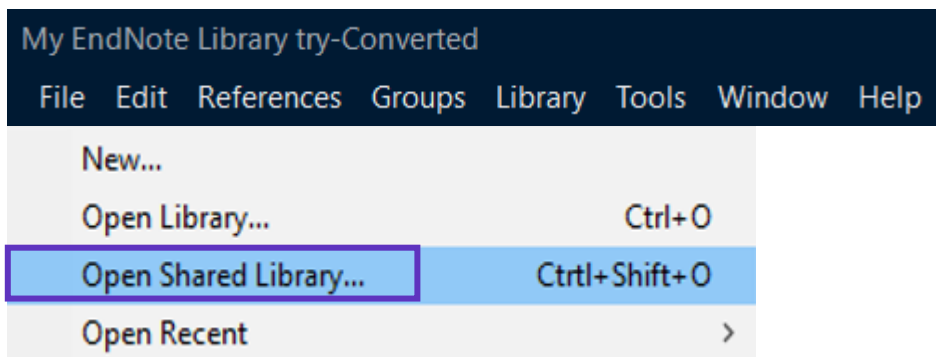 My EndNote Library try-Converted
File Edit References Groups Library Tools Window Help
New...
Open Library... Ctrl+O
Open Shared Library... Ctrtl+Shift+O
Open Recent >